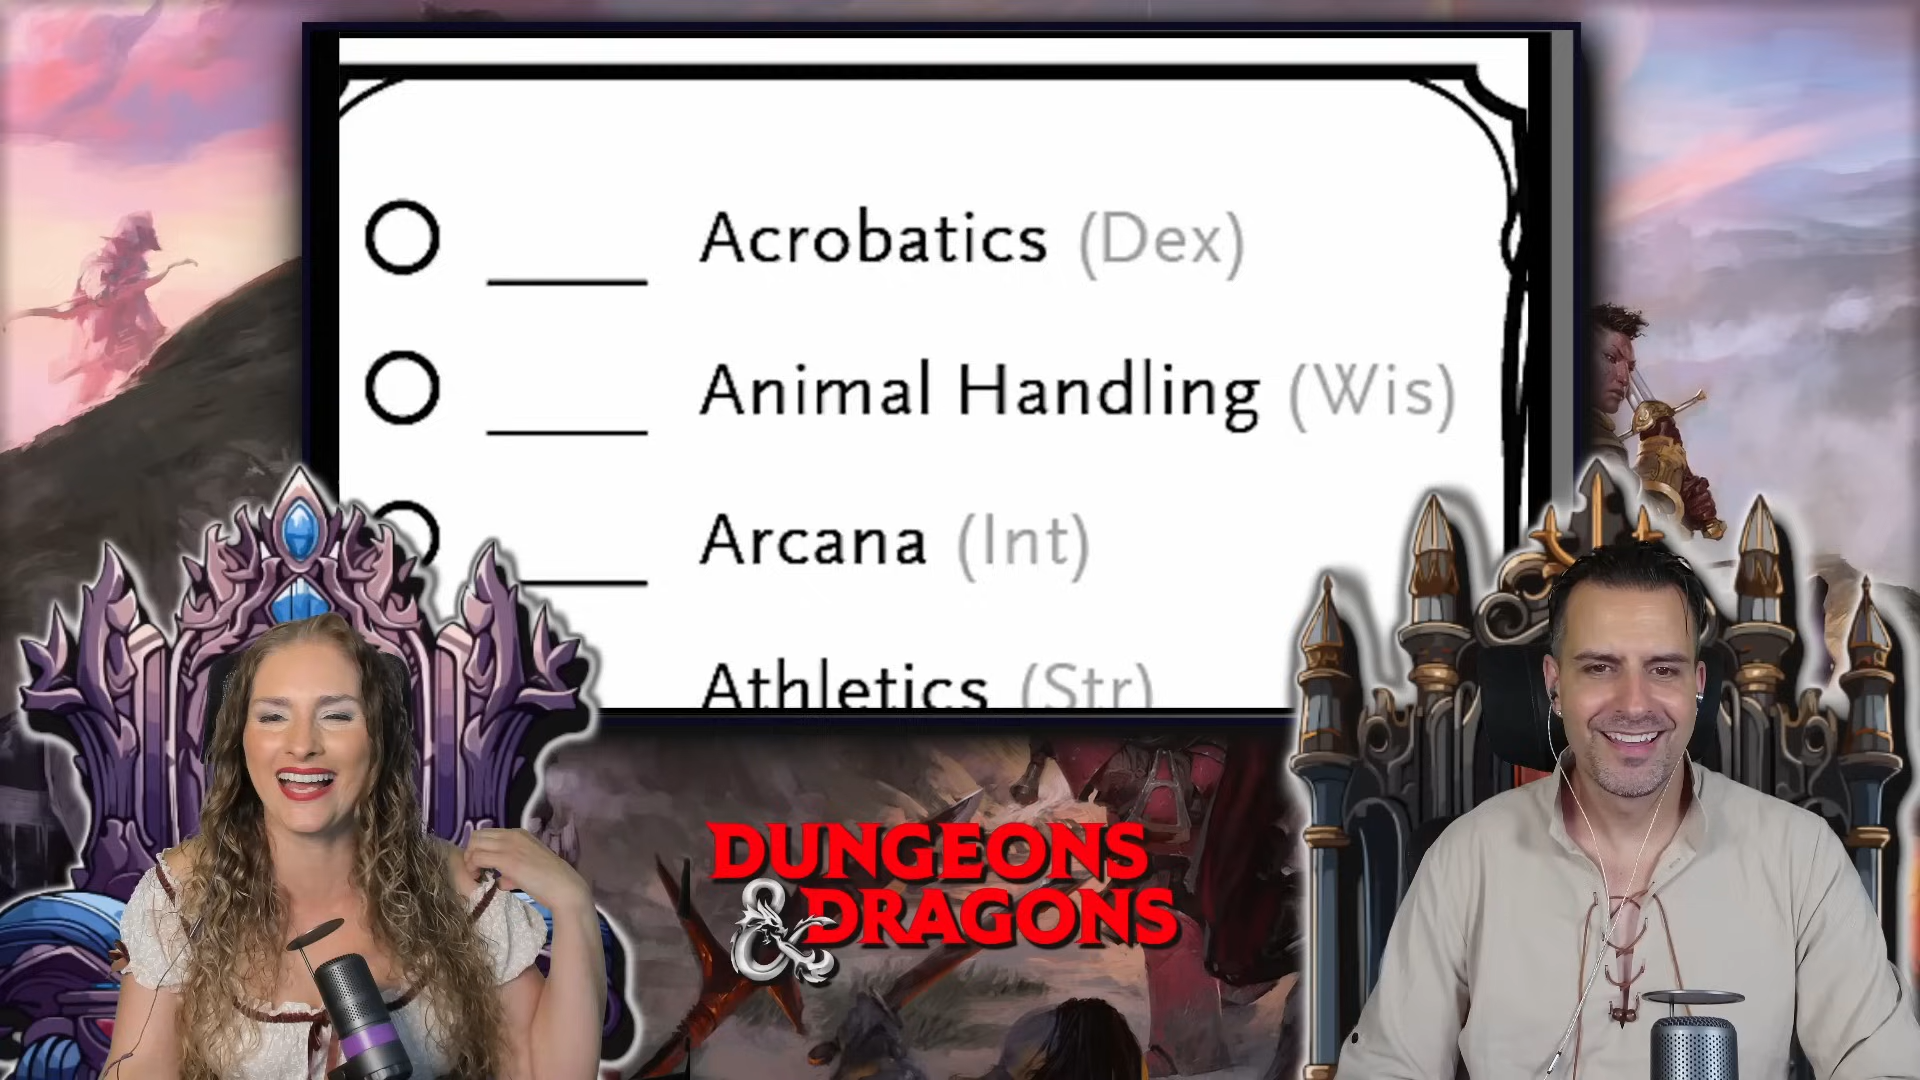 Acrobatics (Dex)
Animal Handling (Wis)
Arcana (Int)
Athletics (Str)
DUNGEONS
& DRAGONS